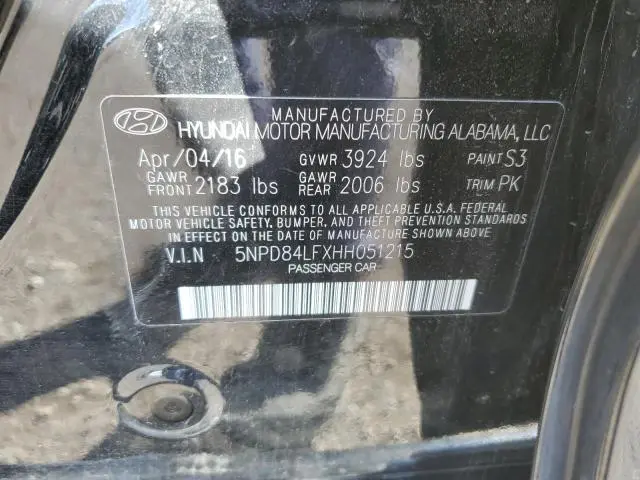 MANUFACTURED BY
HYUNDAI MOTOR MANUFACTURING ALABAMA, LLC
Apr/04/16 GVWR 3924 lbs PAINT S3
GAWR FRONT 2183 lbs GAWR REAR 2006 lbs TRIM PK
THIS VEHICLE CONFORMS TO ALL APPLICABLE U.S.A. FEDERAL
MOTOR VEHICLE SAFETY, BUMPER, AND THEFT PREVENTION STANDARDS
IN EFFECT ON THE DATE OF MANUFACTURE SHOWN ABOVE
V.I.N 5NPD84LFXHH051215
PASSENGER CAR